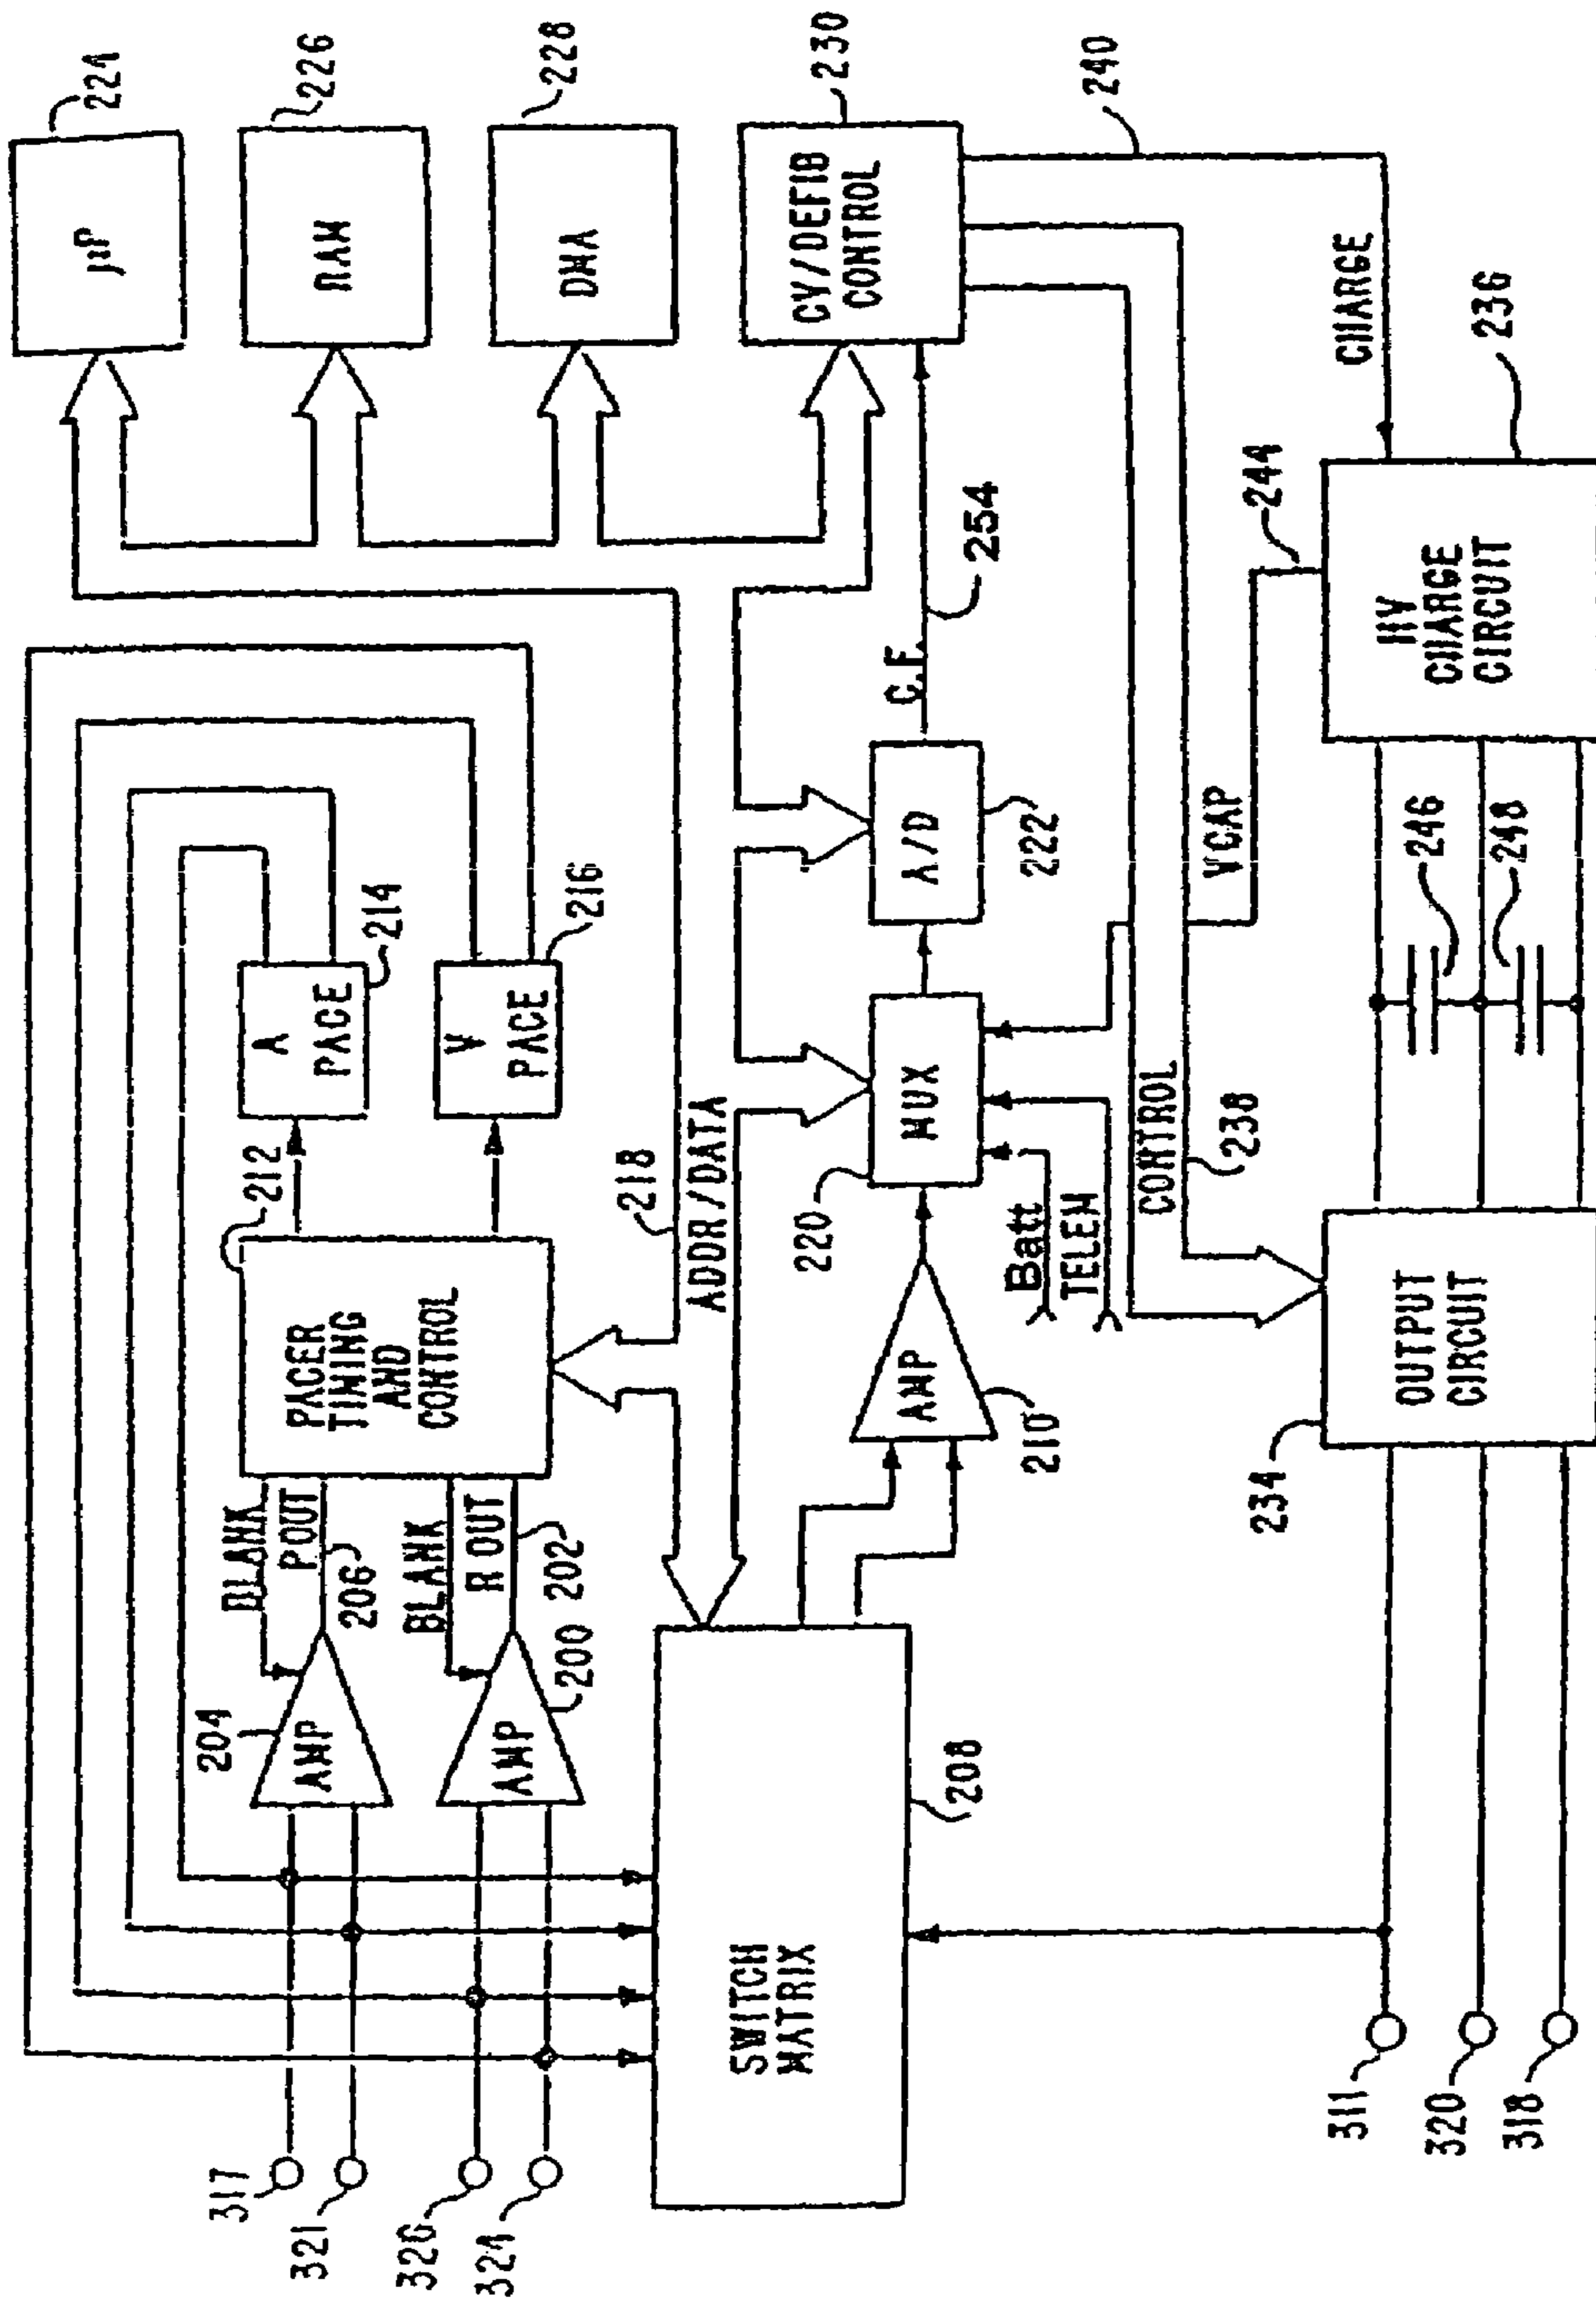 317
321
326
324
204
AMP
AMP
200
BLANK
POUT
206
BLANK
R OUT
202
PACER
TIMING
AND
CONTROL
212
A
PACE
214
V
PACE
216
218
ADDR/DATA
µP
224
RAM
226
DMA
228
CV/DEFIB
CONTROL
230
SWITCH
MATRIX
208
AMP
210
220
MUX
A/D
222
C.F.
254
Batt
TELEM
CONTROL
238
VCAP
244
240
CHARGE
311
320
318
234
OUTPUT
CIRCUIT
246
248
HV
CHARGE
CIRCUIT
236